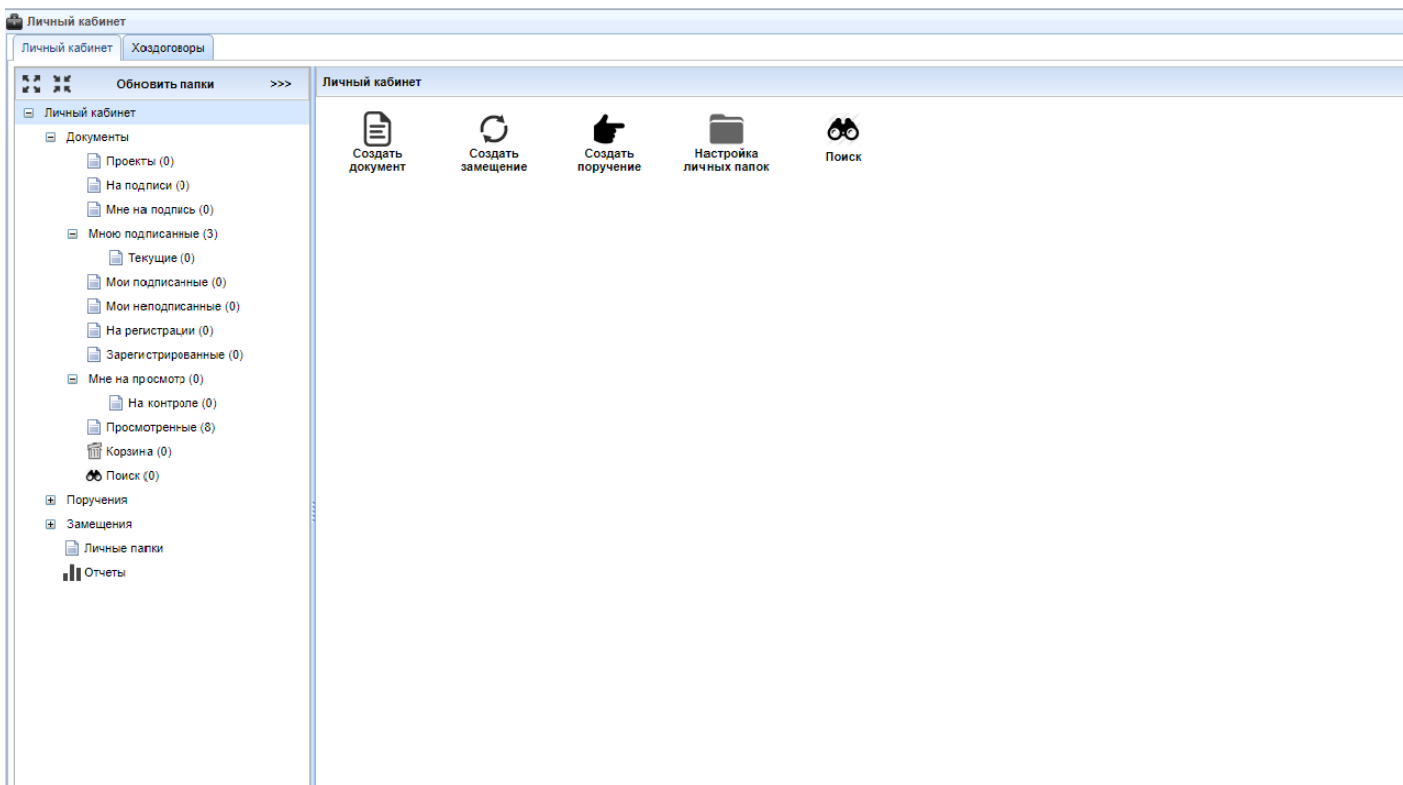 Личный кабинет
Личный кабинет Хоздоговоры
Обновить папки >>>
Личный кабинет
Документы
Проекты (0)
На подписи (0)
Мне на подпись (0)
Мною подписанные (3)
Текущие (0)
Мои подписанные (0)
Мои неподписанные (0)
На регистрации (0)
Зарегистрированные (0)
Мне на просмотр (0)
На контроле (0)
Просмотренные (8)
Корзина (0)
Поиск (0)
Поручения
Замещения
Личные папки
Отчеты
Личный кабинет
Создать
документ
Создать
замещение
Создать
поручение
Настройка
личных папок
Поиск